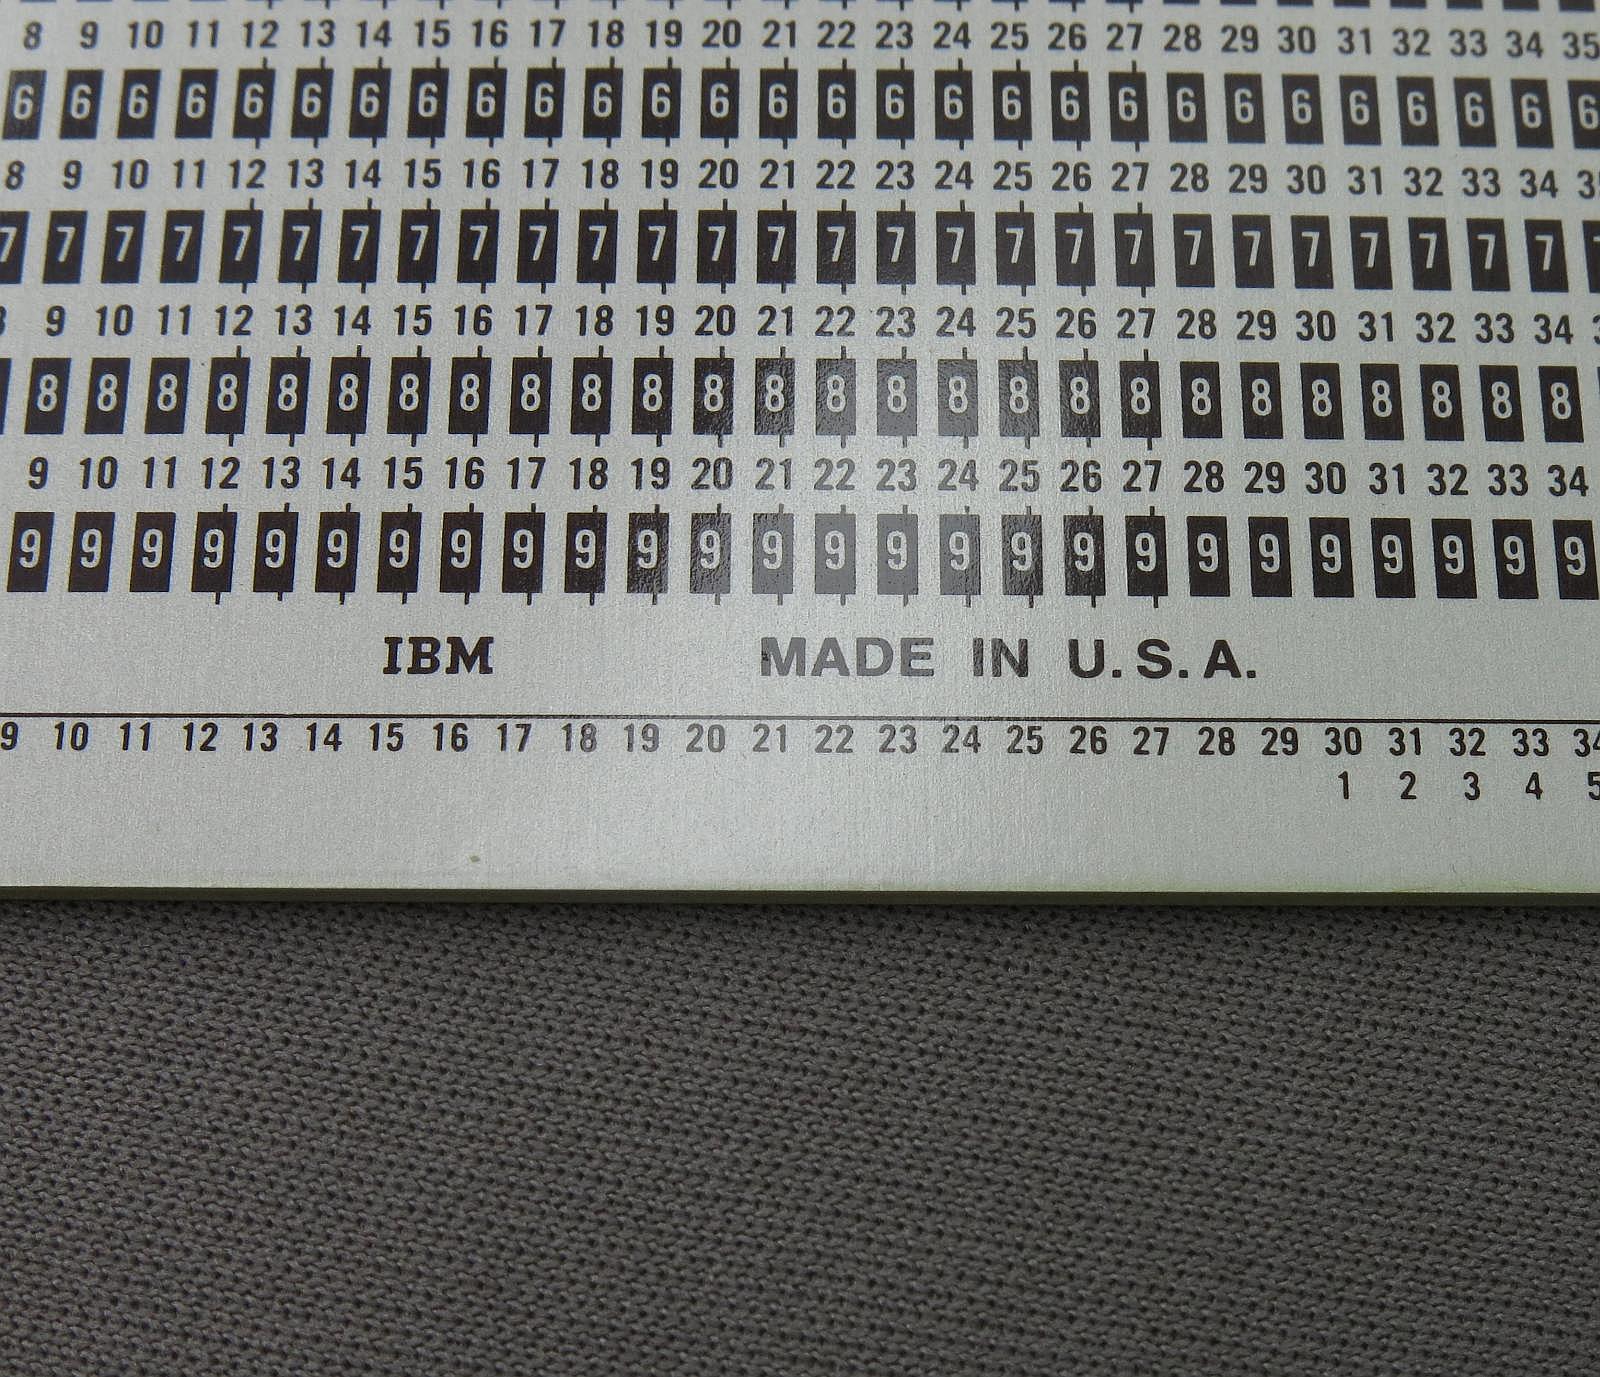 8 9 10 11 12 13 14 15 16 17 18 19 20 21 22 23 24 25 26 27 28 29 30 31 32 33 34 35
6 6 6 6 6 6 6 6 6 6 6 6 6 6 6 6 6 6 6 6 6 6 6 6 6 6 6 6
8 9 10 11 12 13 14 15 16 17 18 19 20 21 22 23 24 25 26 27 28 29 30 31 32 33 34
7 7 7 7 7 7 7 7 7 7 7 7 7 7 7 7 7 7 7 7 7 7 7 7 7 7 7
9 10 11 12 13 14 15 16 17 18 19 20 21 22 23 24 25 26 27 28 29 30 31 32 33 34
8 8 8 8 8 8 8 8 8 8 8 8 8 8 8 8 8 8 8 8 8 8 8 8 8 8
9 10 11 12 13 14 15 16 17 18 19 20 21 22 23 24 25 26 27 28 29 30 31 32 33 34
9 9 9 9 9 9 9 9 9 9 9 9 9 9 9 9 9 9 9 9 9 9 9 9 9 9
IBM MADE IN U.S.A.
9 10 11 12 13 14 15 16 17 18 19 20 21 22 23 24 25 26 27 28 29 30 31 32 33 34
1 2 3 4 5